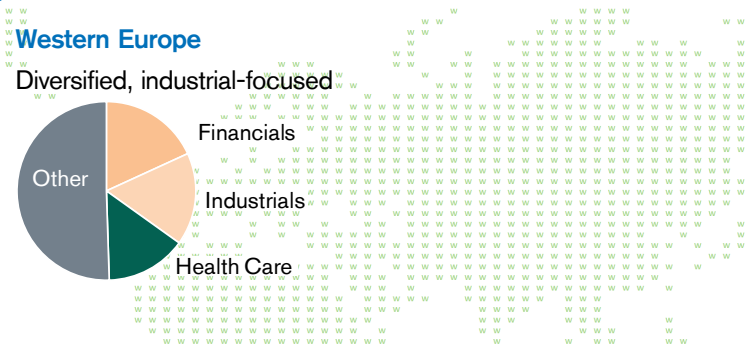 Western Europe
Diversified, industrial-focused
Financials
Other
Industrials
Health Care